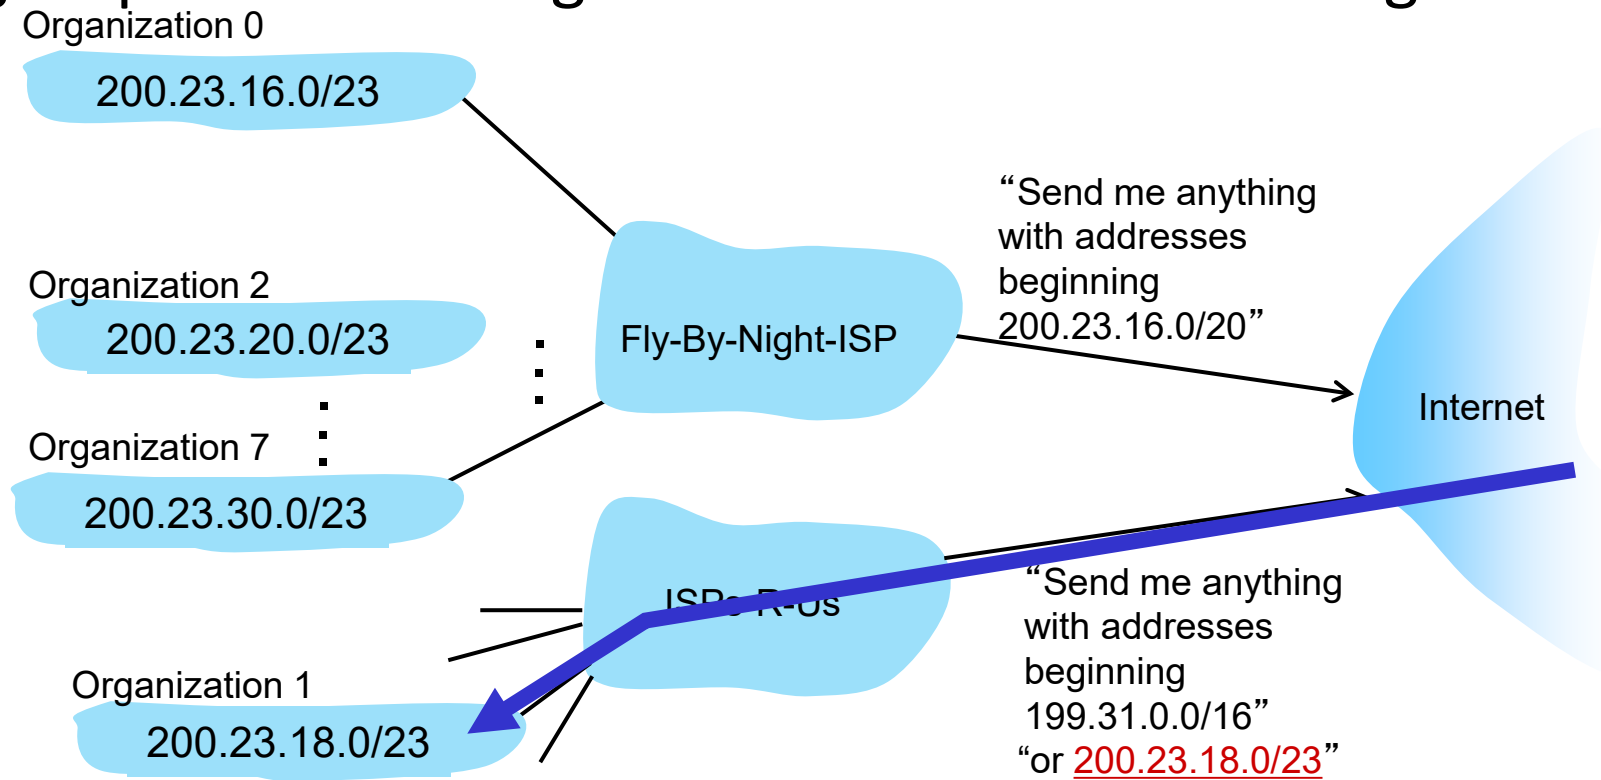 Organization 0
200.23.16.0/23
“Send me anything
with addresses
beginning
200.23.16.0/20”
Organization 2
200.23.20.0/23
Fly-By-Night-ISP
Internet
Organization 7
200.23.30.0/23
ISPs-R-Us
“Send me anything
with addresses
beginning
199.31.0.0/16”
“or 200.23.18.0/23”
Organization 1
200.23.18.0/23